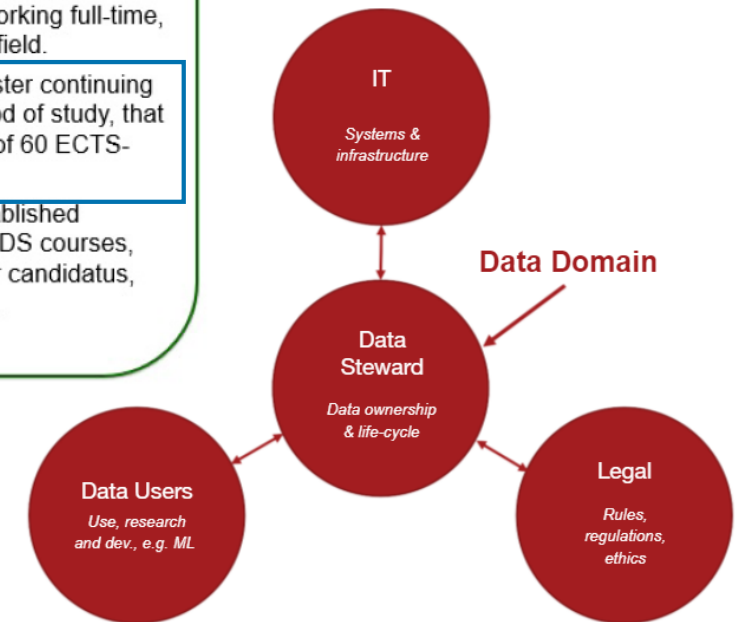 orking full-time,
field.
ster continuing
d of study, that
of 60 ECTS-
blished
DS courses,
r candidatus,
IT
Systems &
infrastructure
Data Domain
Data
Steward
Data ownership
& life-cycle
Data Users
Use, research
and dev., e.g. ML
Legal
Rules,
regulations,
ethics